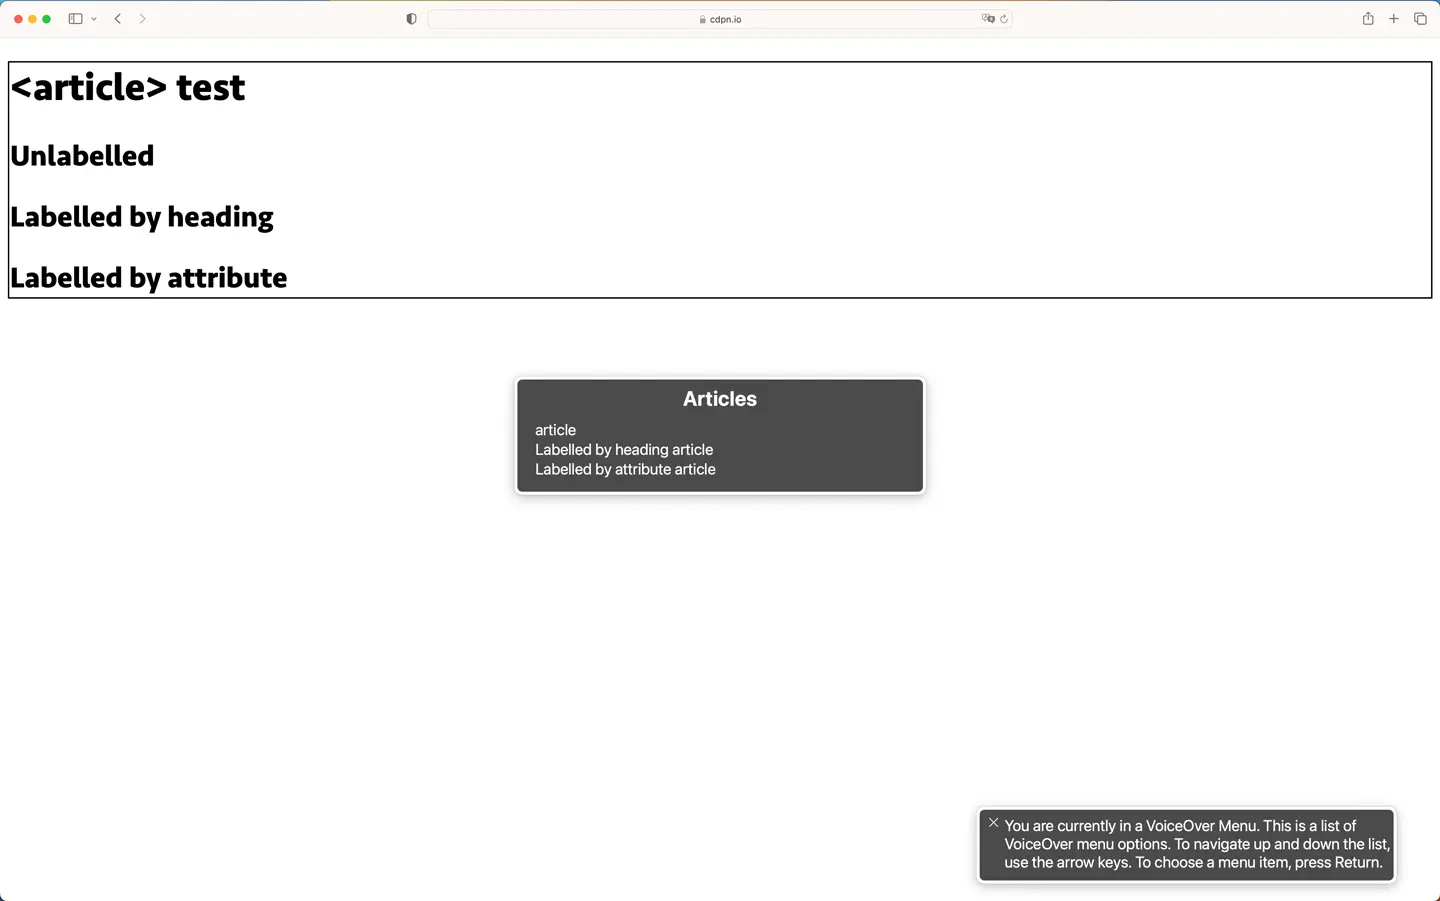 cdpn.io
<article> test
Unlabelled
Labelled by heading
Labelled by attribute
Articles
article
Labelled by heading article
Labelled by attribute article
You are currently in a VoiceOver Menu. This is a list of
VoiceOver menu options. To navigate up and down the list,
use the arrow keys. To choose a menu item, press Return.